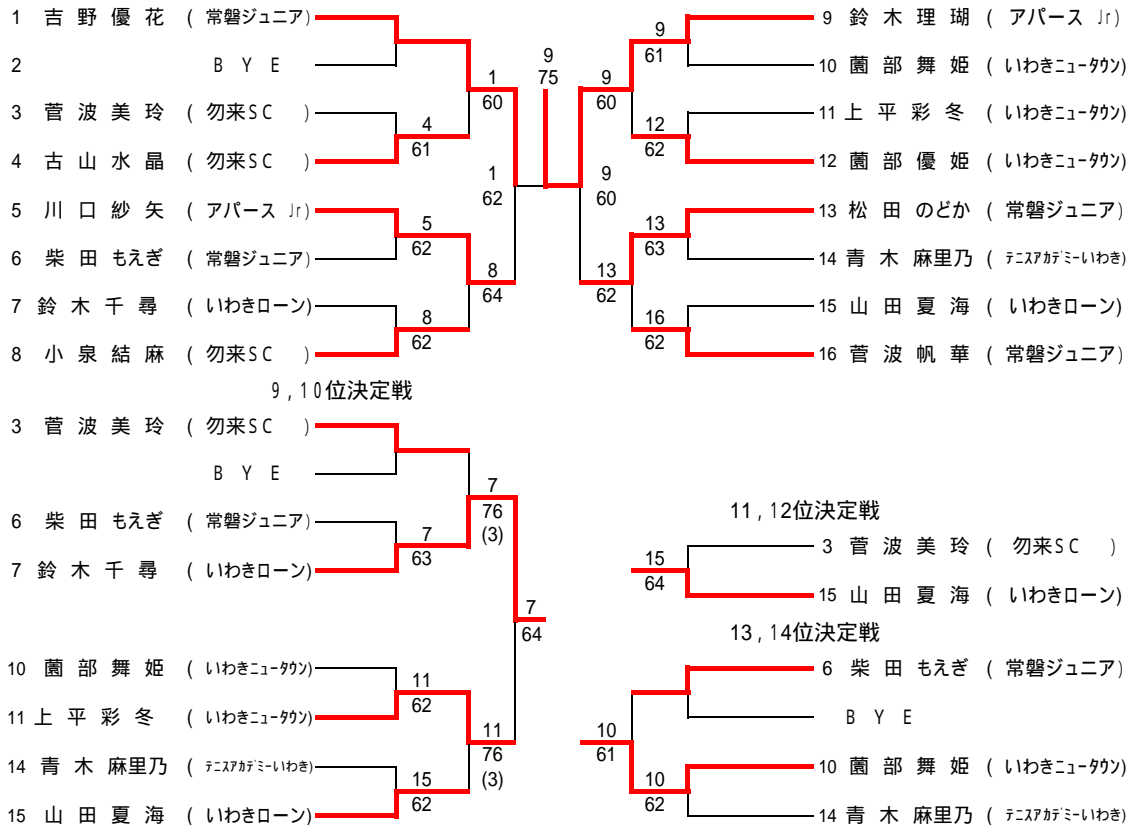 1 吉野優花 (常磐ジュニア)
2 BYE
3 菅波美玲 (勿来SC )
4 古山水晶 (勿来SC )
5 川口紗矢 (アパース Jr)
6 柴田もえぎ (常磐ジュニア)
7 鈴木千尋 (いわきローン)
8 小泉結麻 (勿来SC )
4
61
5
62
8
62
1
60
8
64
1
62
9
75
9
60
9
60
13
62
9
61
12
62
13
63
16
62
9 鈴木理瑚 (アパース Jr)
10 薗部舞姫 (いわきニュータウン)
11 上平彩冬 (いわきニュータウン)
12 薗部優姫 (いわきニュータウン)
13 松田のどか (常磐ジュニア)
14 青木麻里乃 (テニスアカデミーいわき)
15 山田夏海 (いわきローン)
16 菅波帆華 (常磐ジュニア)
9,10位決定戦
3 菅波美玲 (勿来SC )
BYE
6 柴田もえぎ (常磐ジュニア)
7 鈴木千尋 (いわきローン)
10 薗部舞姫 (いわきニュータウン)
11 上平彩冬 (いわきニュータウン)
14 青木麻里乃 (テニスアカデミーいわき)
15 山田夏海 (いわきローン)
7
63
11
62
15
62
7
76
(3)
11
76
(3)
7
64
11,12位決定戦
3 菅波美玲 (勿来SC )
15 山田夏海 (いわきローン)
15
64
13,14位決定戦
6 柴田もえぎ (常磐ジュニア)
BYE
10 薗部舞姫 (いわきニュータウン)
14 青木麻里乃 (テニスアカデミーいわき)
10
61
10
62